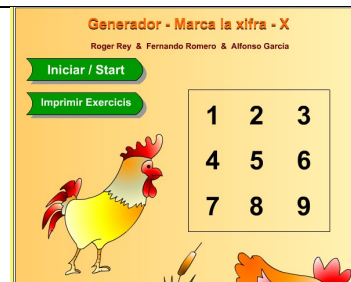 Generador - Marca la xifra - X
Roger Rey & Fernando Romero & Alfonso García
Iniciar / Start
Imprimir Exercicis
1 2 3
4 5 6
7 8 9